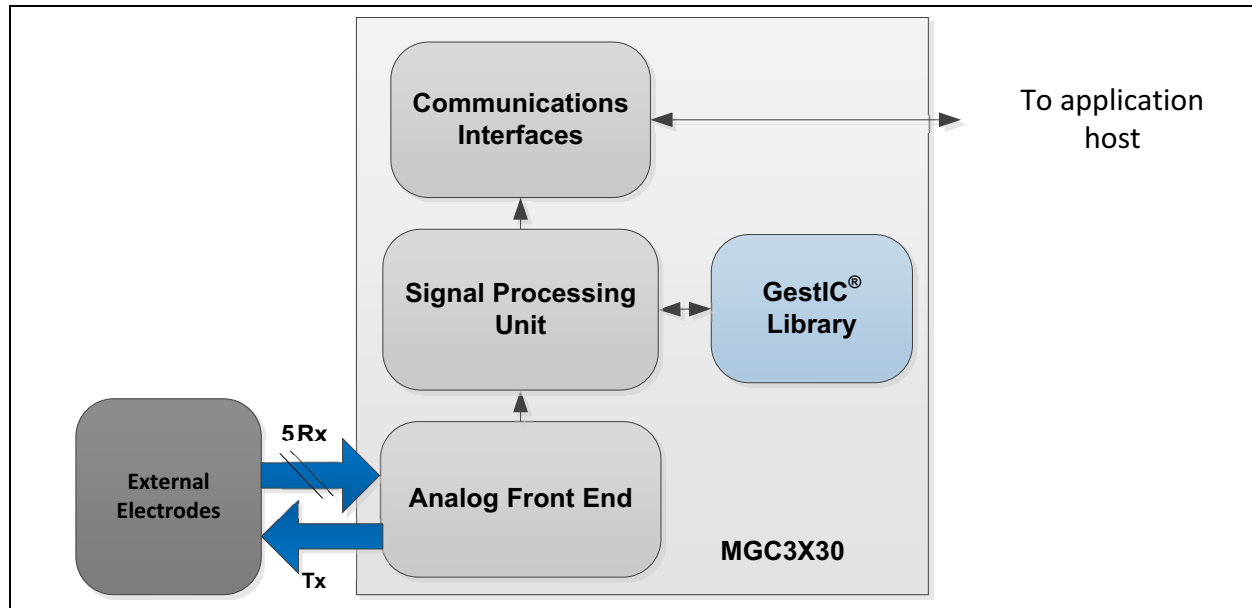 Communications
Interfaces
To application
host
Signal Processing
Unit
GestIC®
Library
5Rx
External
Electrodes
Analog Front End
Tx
MGC3X30